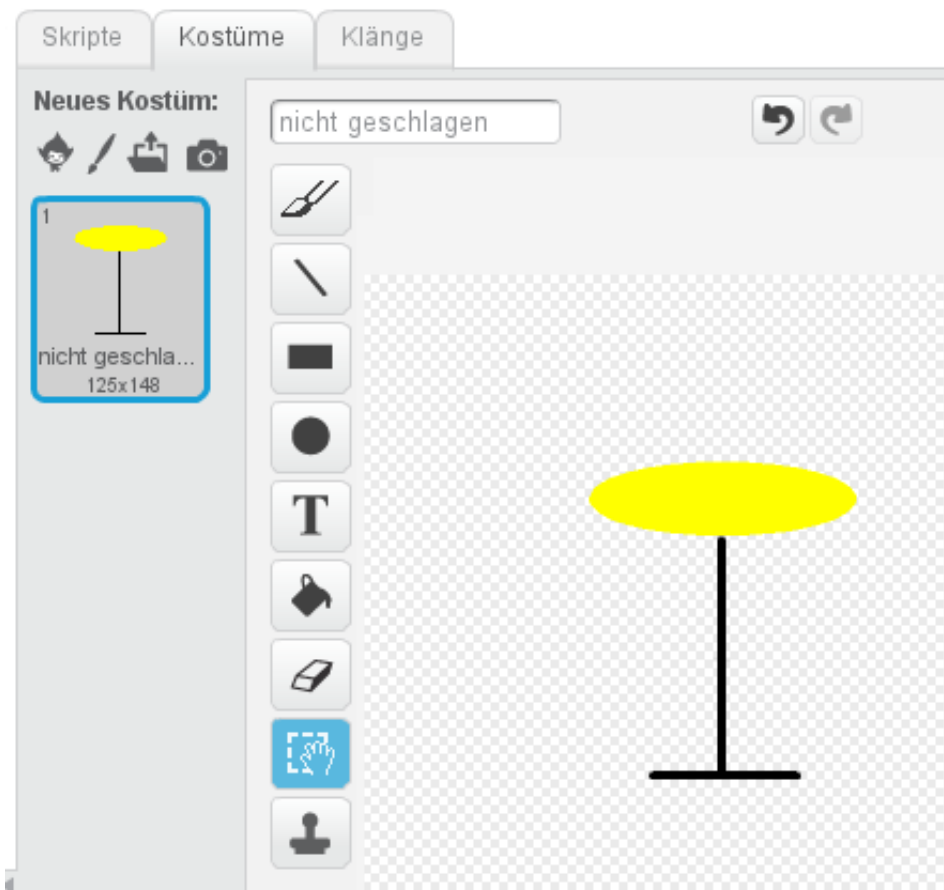 Skripte Kostüme Klänge
Neues Kostüm:
nicht geschlagen
1
nicht geschla...
125x148
T